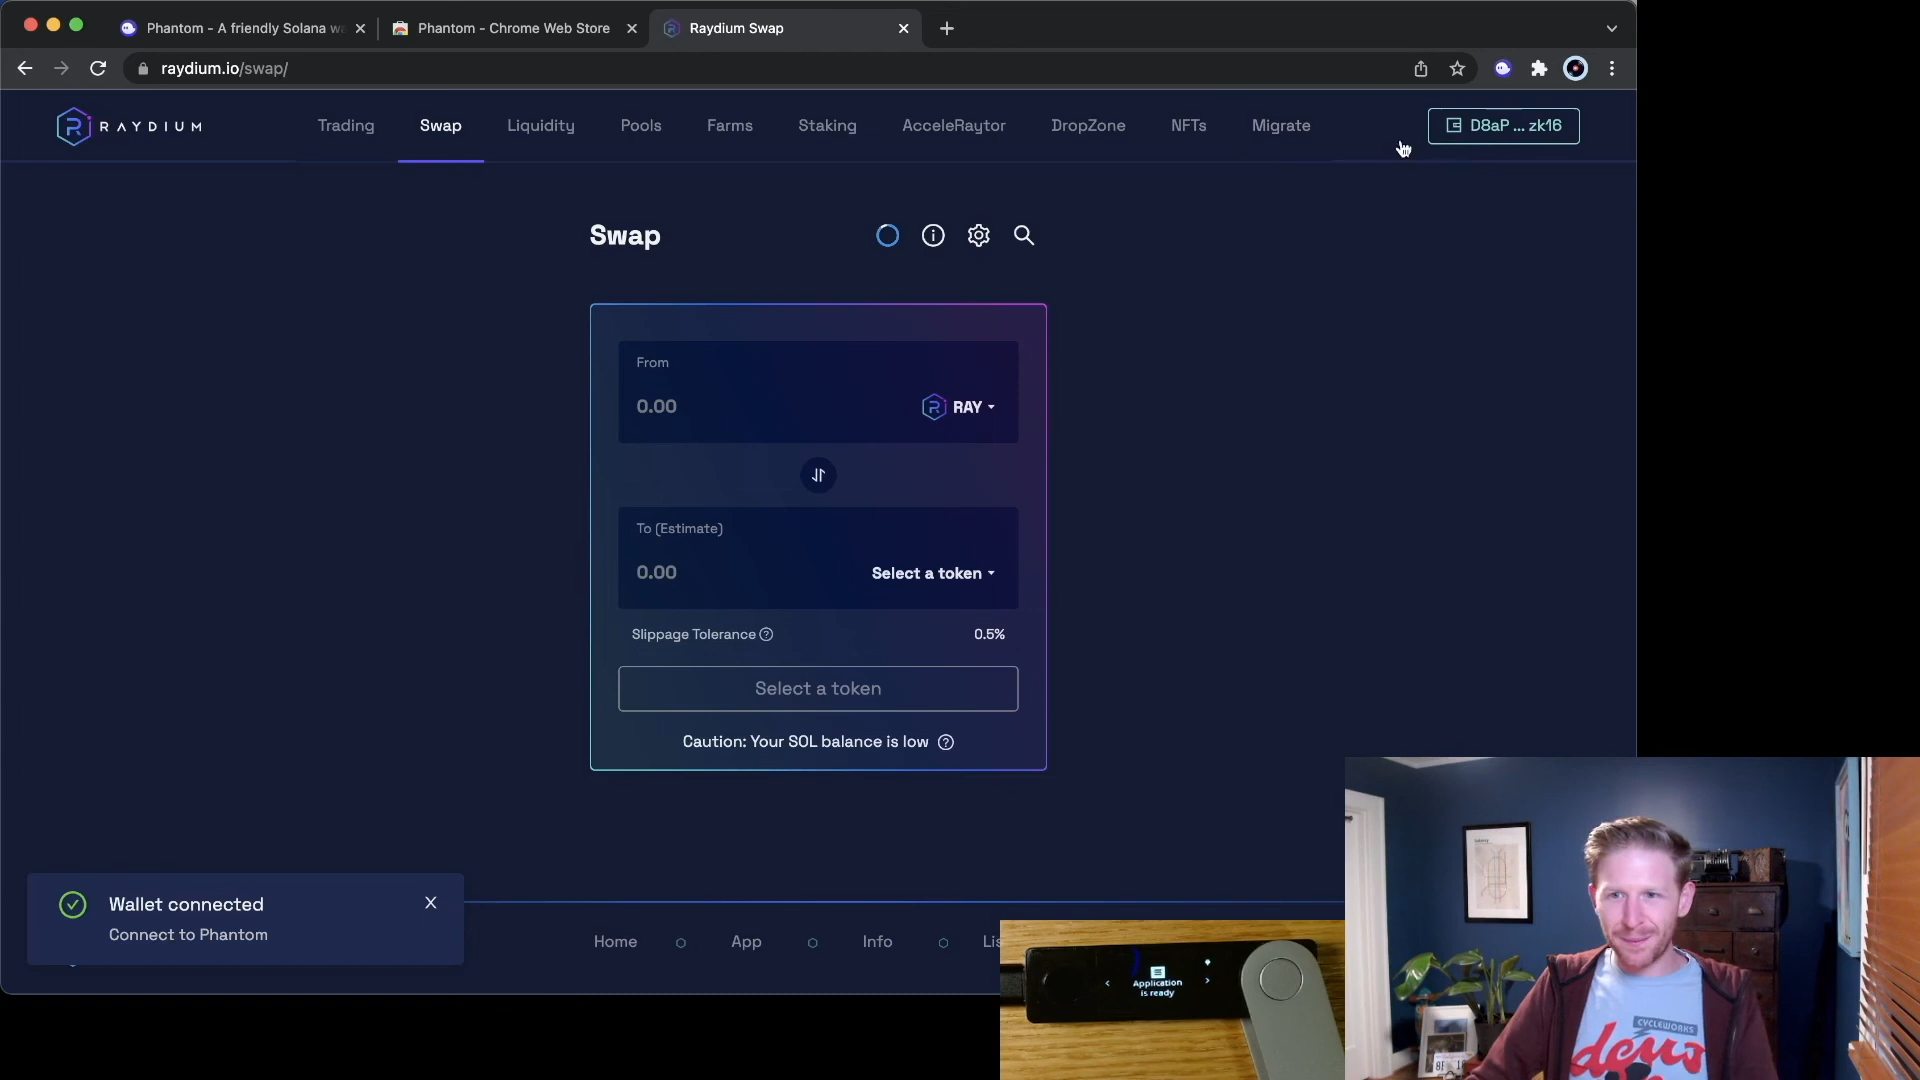 Phantom - A friendly Solana wa
Phantom - Chrome Web Store
Raydium Swap
raydium.io/swap/
RAYDIUM
Trading
Swap
Liquidity
Pools
Farms
Staking
AcceleRaytor
DropZone
NFTs
Migrate
D8aP ... zk16
Swap
From
0.00
RAY
To (Estimate)
0.00
Select a token
Slippage Tolerance
0.5%
Select a token
Caution: Your SOL balance is low
Wallet connected
Connect to Phantom
Home
App
Info
Lis
Application
is ready
CYCLEWORKS